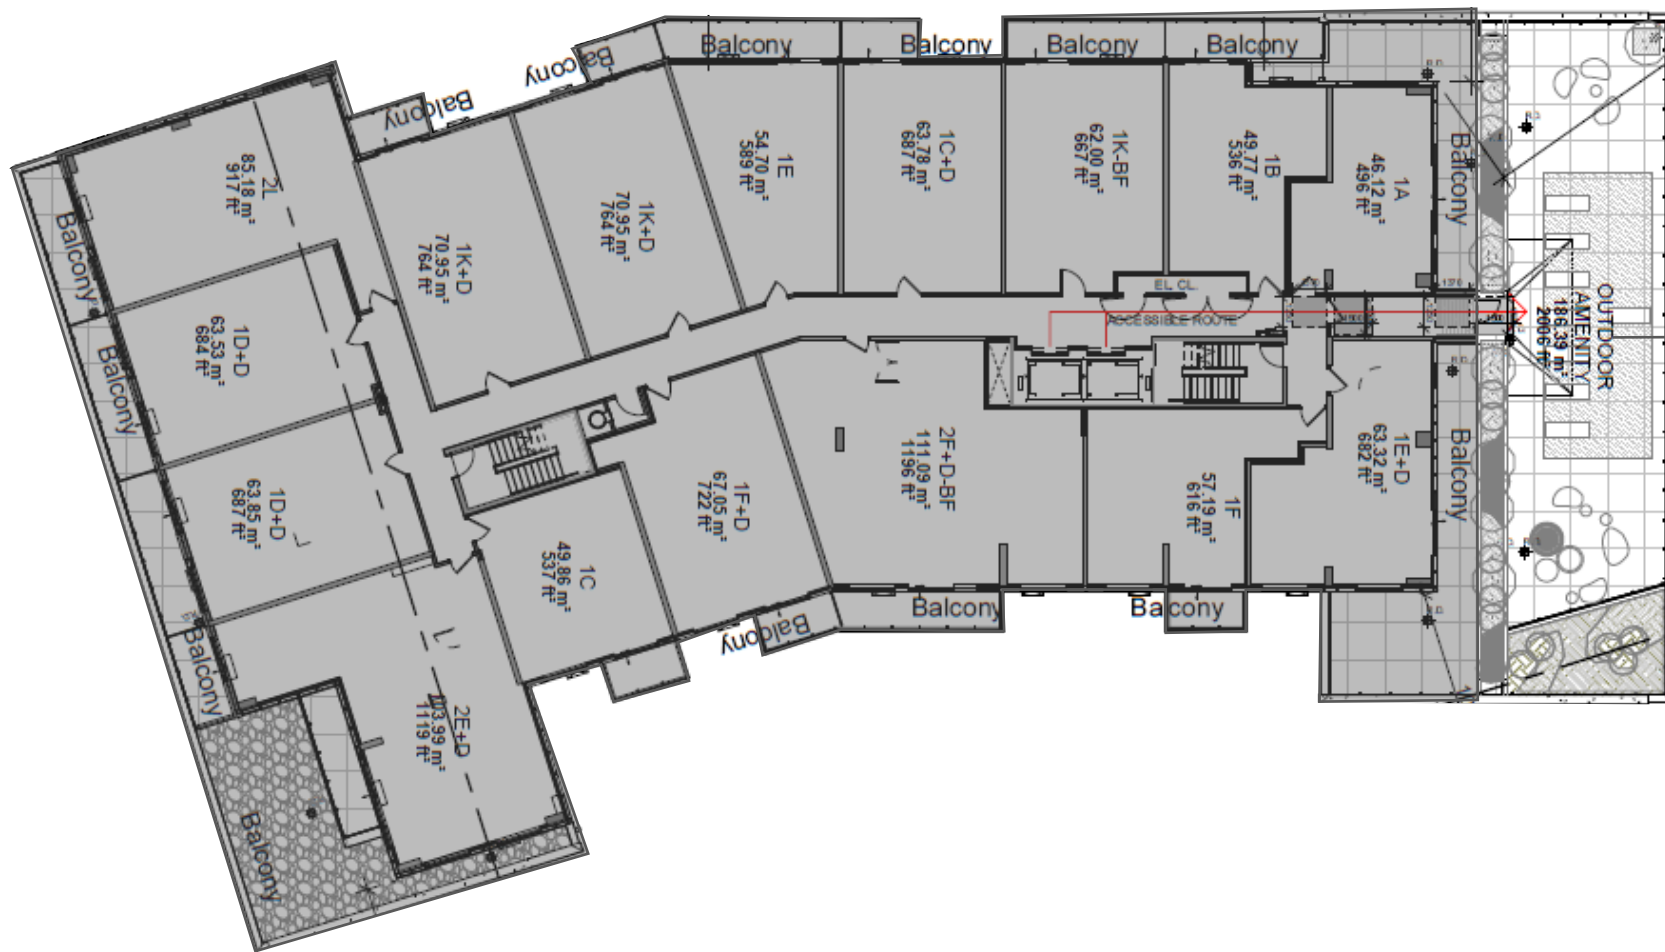 Balcony
Balcony
Balcony
Balcony
Balcony
Balcony
2L
85.18 m²
917 ft²
1K+D
70.95 m²
764 ft²
1K+D
70.95 m²
764 ft²
1E
54.70 m²
589 ft²
1C+D
63.78 m²
687 ft²
1K-BF
62.00 m²
667 ft²
1B
49.77 m²
536 ft²
1A
46.12 m²
496 ft²
Balcony
Balcony
1D+D
63.53 m²
684 ft²
EL CL.
ACCESSIBLE ROUTE
OUTDOOR
AMENITY
186.39 m²
2006 ft²
Balcony
1D+D
63.85 m²
687 ft²
1C
49.86 m²
537 ft²
1F+D
67.05 m²
722 ft²
2F+D-BF
111.09 m²
1196 ft²
1F
57.19 m²
616 ft²
1E+D
63.32 m²
682 ft²
Balcony
Balcony
Balcony
Balcony
Balcony
Balcony
2E+D
103.99 m²
1119 ft²
Balcony